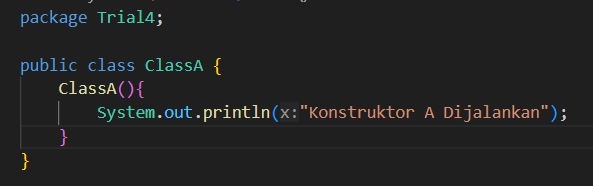 package Trial4;
public class ClassA {
ClassA(){
System.out.println(x:"Konstruktor A Dijalankan");
}
}